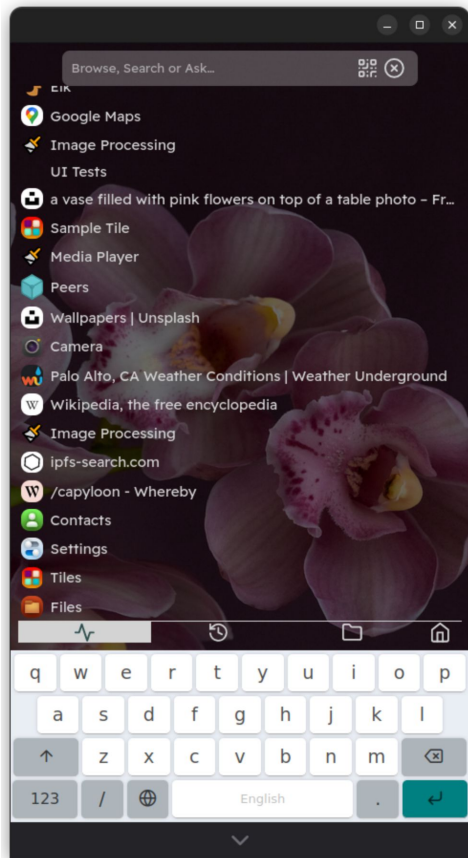 Browse, Search or Ask...
Elk
Google Maps
Image Processing
UI Tests
a vase filled with pink flowers on top of a table photo – Fr...
Sample Tile
Media Player
Peers
Wallpapers | Unsplash
Camera
Palo Alto, CA Weather Conditions | Weather Underground
W Wikipedia, the free encyclopedia
Image Processing
ipfs-search.com
W /capyloon - Whereby
Contacts
Settings
Tiles
Files
q w e r t y u i o p
a s d f g h j k l
z x c v b n m
123 / English .